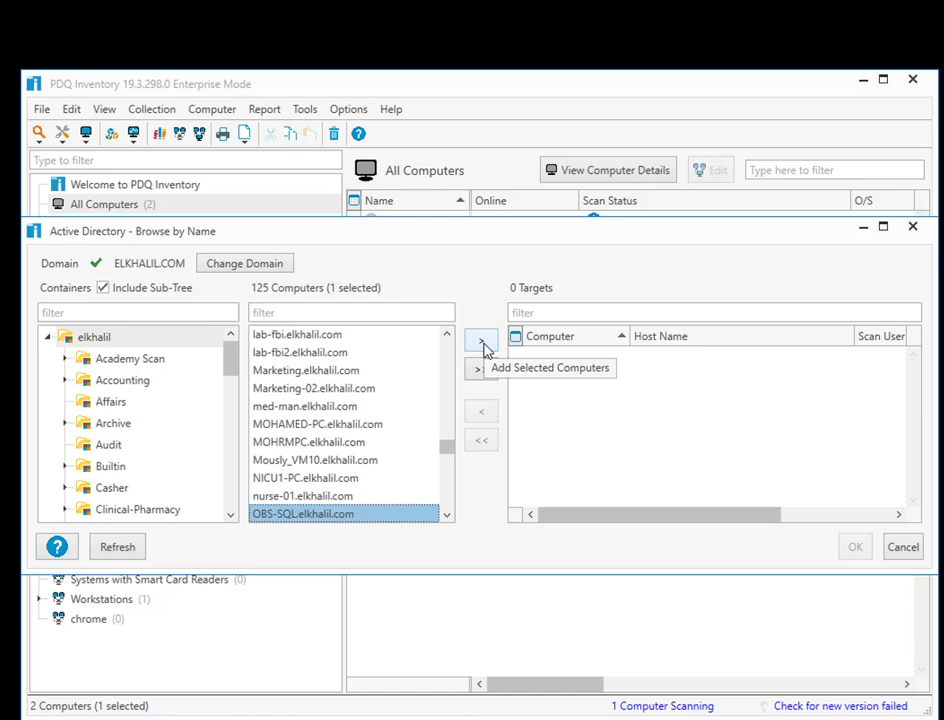 PDQ Inventory 19.3.298.0 Enterprise Mode
File Edit View Collection Computer Report Tools Options Help
Type to filter
All Computers
View Computer Details
Edit
Type here to filter
Welcome to PDQ Inventory
All Computers (2)
Name Online Scan Status O/S
Active Directory - Browse by Name
Domain ELKHALIL.COM Change Domain
Containers Include Sub-Tree 125 Computers (1 selected) 0 Targets
filter filter filter
elkhalil
Academy Scan
Accounting
Affairs
Archive
Audit
Builtin
Casher
Clinical-Pharmacy
lab-fbi.elkhalil.com
lab-fbi2.elkhalil.com
Marketing.elkhalil.com
Marketing-02.elkhalil.com
med-man.elkhalil.com
MOHAMED-PC.elkhalil.com
MOHRMPC.elkhalil.com
Mously_VM10.elkhalil.com
NICU1-PC.elkhalil.com
nurse-01.elkhalil.com
OBS-SQL.elkhalil.com
>
>
<
<<
Add Selected Computers
Computer Host Name Scan User
? Refresh OK Cancel
Systems with Smart Card Readers (0)
Workstations (1)
chrome (0)
2 Computers (1 selected) 1 Computer Scanning Check for new version failed